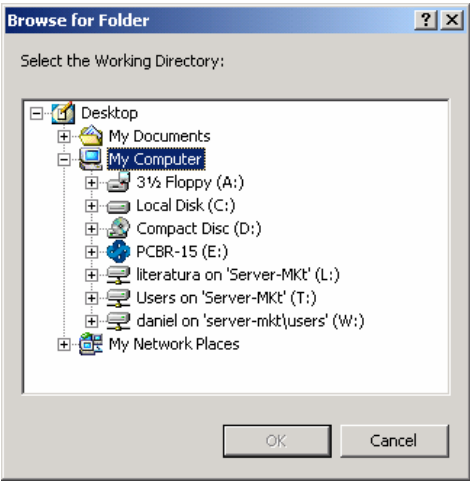 Browse for Folder
Select the Working Directory:
Desktop
My Documents
My Computer
3½ Floppy (A:)
Local Disk (C:)
Compact Disc (D:)
PCBR-15 (E:)
literatura on 'Server-MKt' (L:)
Users on 'Server-MKt' (T:)
daniel on 'server-mkt\users' (W:)
My Network Places
OK Cancel